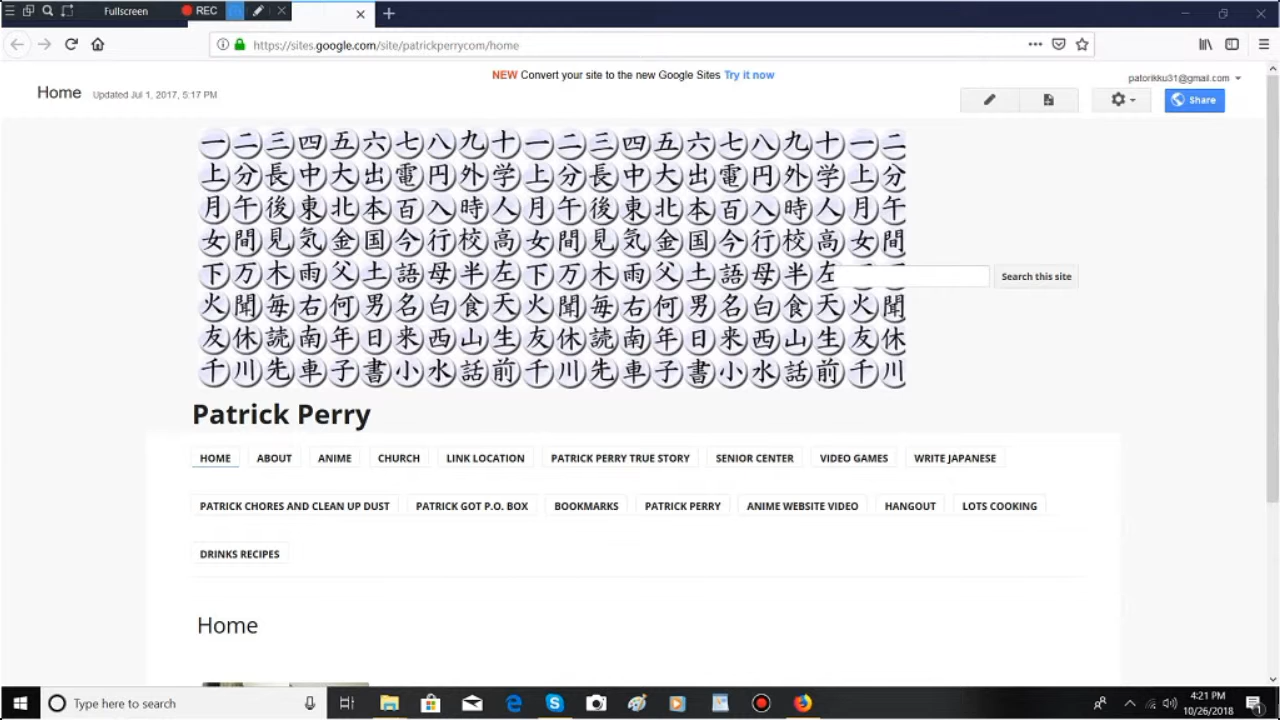 Fullscreen REC
https://sites.google.com/site/patrickperrycom/home
NEW Convert your site to the new Google Sites Try it now
patorikku31@gmail.com
Home Updated Jul 1, 2017, 5:17 PM
Share
一二三四五六七八九十一二三四五六七八九十一二
上分長中大出電円外学上分長中大出電円外学上分
月午後東北本百入時人月午後東北本百入時人月午
女間見気金国今行校高女間見気金国今行校高女間
下万木雨父土語母半左下万木雨父土語母半左
Search this site
火聞毎右何男名白食天火聞毎右何男名白食天火聞
友休読南年日来西山生友休読南年日来西山生友休
千川先車子書小水話前千川先車子書小水話前千川
Patrick Perry
HOME ABOUT ANIME CHURCH LINK LOCATION PATRICK PERRY TRUE STORY SENIOR CENTER VIDEO GAMES WRITE JAPANESE
PATRICK CHORES AND CLEAN UP DUST PATRICK GOT P.O. BOX BOOKMARKS PATRICK PERRY ANIME WEBSITE VIDEO HANGOUT LOTS COOKING
DRINKS RECIPES
Home
Type here to search
4:21 PM
10/26/2018
1